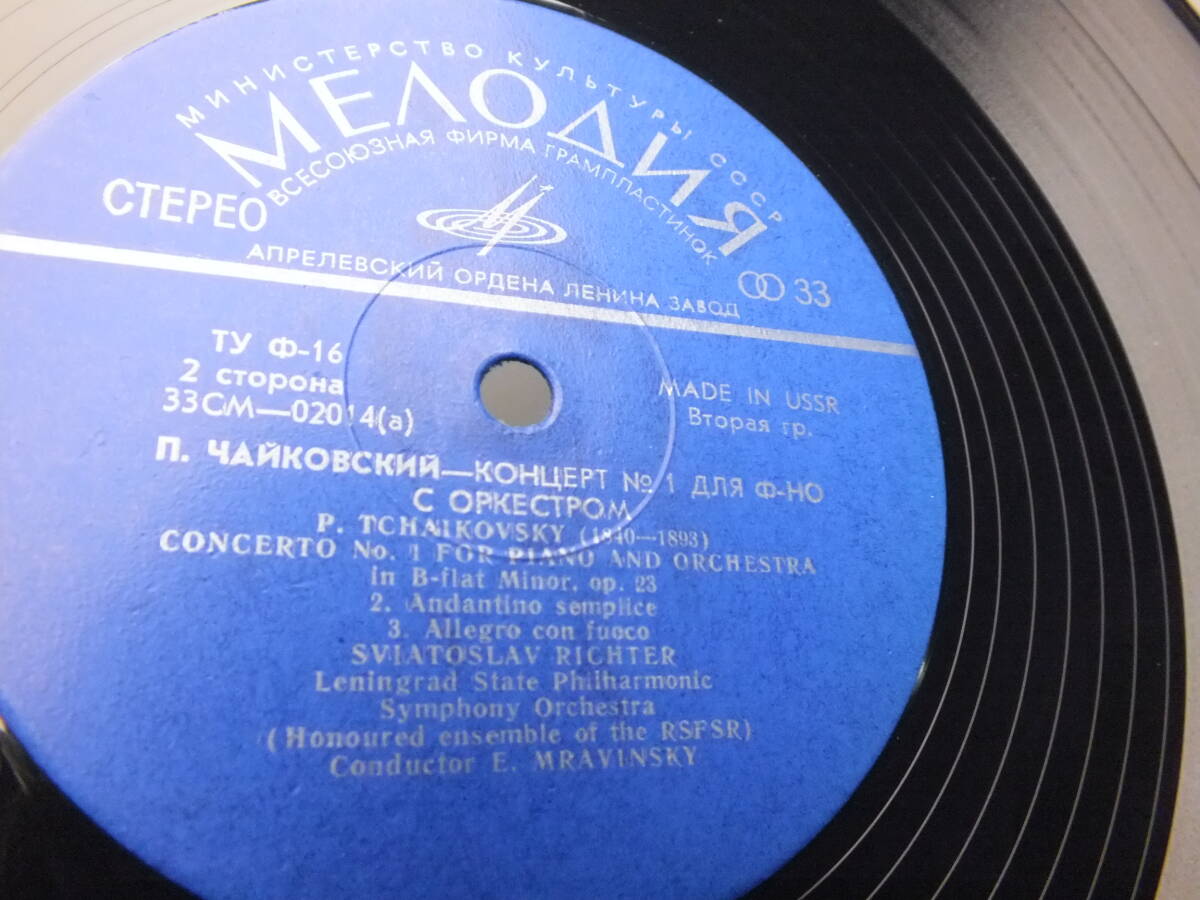 МИНИСТЕРСТВО КУЛЬТУРЫ СССР
МЕЛОДИЯ
ВСЕСОЮЗНАЯ ФИРМА ГРАМПЛАСТИНОК
СТЕРЕО
АПРЕЛЕВСКИЙ ОРДЕНА ЛЕНИНА ЗАВОД
33
ТУ Ф-16
2 сторона
33СМ—02014(а)
MADE IN USSR
Вторая гр.
П. ЧАЙКОВСКИЙ—КОНЦЕРТ № 1 ДЛЯ Ф-НО
С ОРКЕСТРОМ
P. TCHAIKOVSKY (1840—1893)
CONCERTO No. 1 FOR PIANO AND ORCHESTRA
in B-flat Minor, op. 23
2. Andantino semplice
3. Allegro con fuoco
SVIATOSLAV RICHTER
Leningrad State Philharmonic
Symphony Orchestra
(Honoured ensemble of the RSFSR)
Conductor E. MRAVINSKY